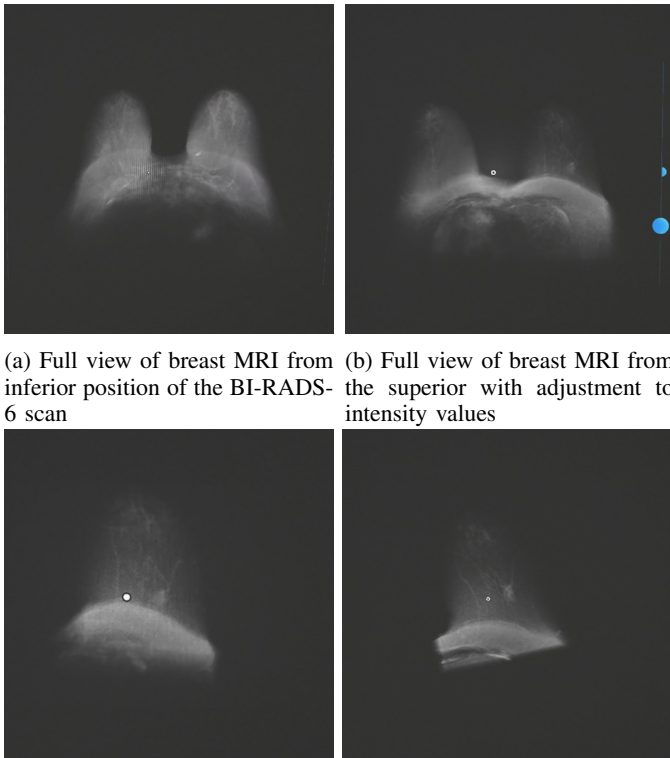 (a) Full view of breast MRI from
inferior position of the BI-RADS-
6 scan
(b) Full view of breast MRI from
the superior with adjustment to
intensity values